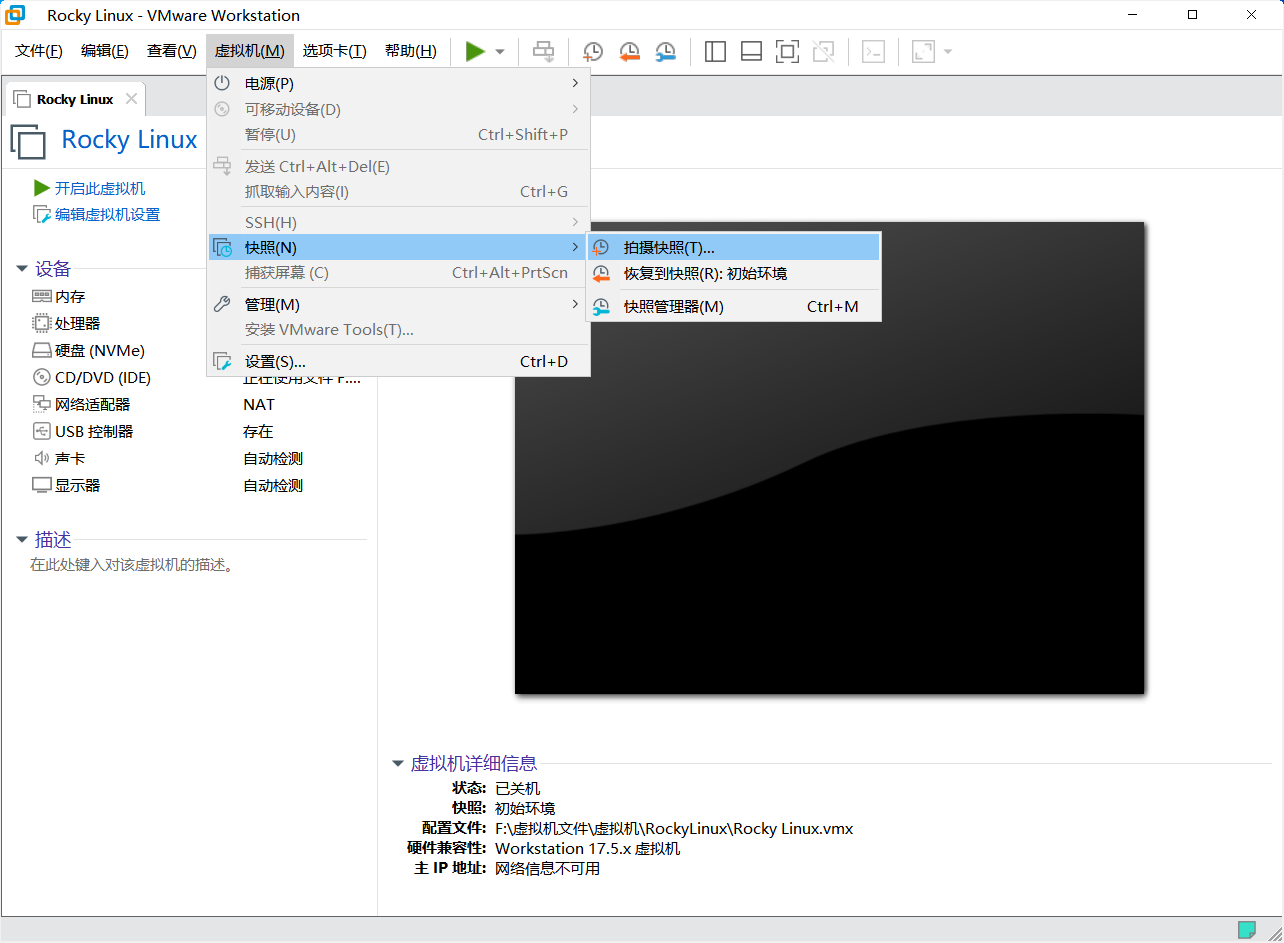 Rocky Linux - VMware Workstation
文件(F) 编辑(E) 查看(V) 虚拟机(M) 选项卡(T) 帮助(H)
Rocky Linux
Rocky Linux
开启此虚拟机
编辑虚拟机设置
设备
内存
处理器
硬盘 (NVMe)
CD/DVD (IDE) 正在使用文件 F:...
网络适配器 NAT
USB 控制器 存在
声卡 自动检测
显示器 自动检测
描述
在此处键入对该虚拟机的描述。
电源(P)
可移动设备(D)
暂停(U) Ctrl+Shift+P
发送 Ctrl+Alt+Del(E)
抓取输入内容(I) Ctrl+G
SSH(H)
快照(N)
捕获屏幕 (C) Ctrl+Alt+PrtScn
管理(M)
安装 VMware Tools(T)...
设置(S)... Ctrl+D
拍摄快照(T)...
恢复到快照(R): 初始环境
快照管理器(M) Ctrl+M
虚拟机详细信息
状态: 已关机
快照: 初始环境
配置文件: F:\虚拟机文件\虚拟机\RockyLinux\Rocky Linux.vmx
硬件兼容性: Workstation 17.5.x 虚拟机
主 IP 地址: 网络信息不可用